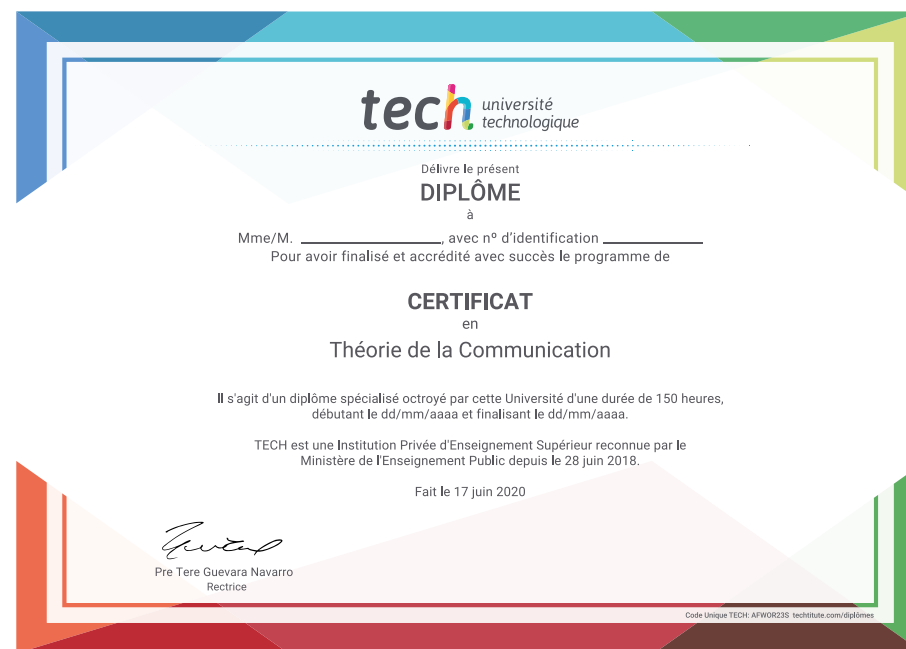 tech université
technologique
Délivre le présent
DIPLÔME
à
Mme/M. ____________________, avec nº d'identification ______________
Pour avoir finalisé et accrédité avec succès le programme de
CERTIFICAT
en
Théorie de la Communication
Il s'agit d'un diplôme spécialisé octroyé par cette Université d'une durée de 150 heures,
débutant le dd/mm/aaaa et finalisant le dd/mm/aaaa.
TECH est une Institution Privée d'Enseignement Supérieur reconnue par le
Ministère de l'Enseignement Public depuis le 28 juin 2018.
Fait le 17 juin 2020
Pre Tere Guevara Navarro
Rectrice
Code Unique TECH: AFWOR23S techtitute.com/diplômes